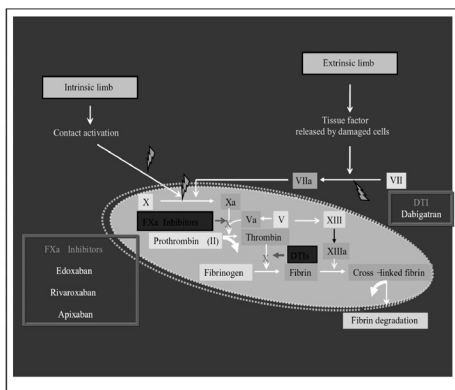 Extrinsic limb
Intrinsic limb
Contact activation
Tissue factor
released by damaged cells
VIIa
VII
DTI
Dabigatran
X
Xa
FXa Inhibitors
Va
V
XIII
Prothrombin (II)
Thrombin
X
DTIs
XIIIa
Fibrinogen
Fibrin
Cross -linked fibrin
FXa Inhibitors
Edoxaban
Rivaroxaban
Apixaban
Fibrin degradation